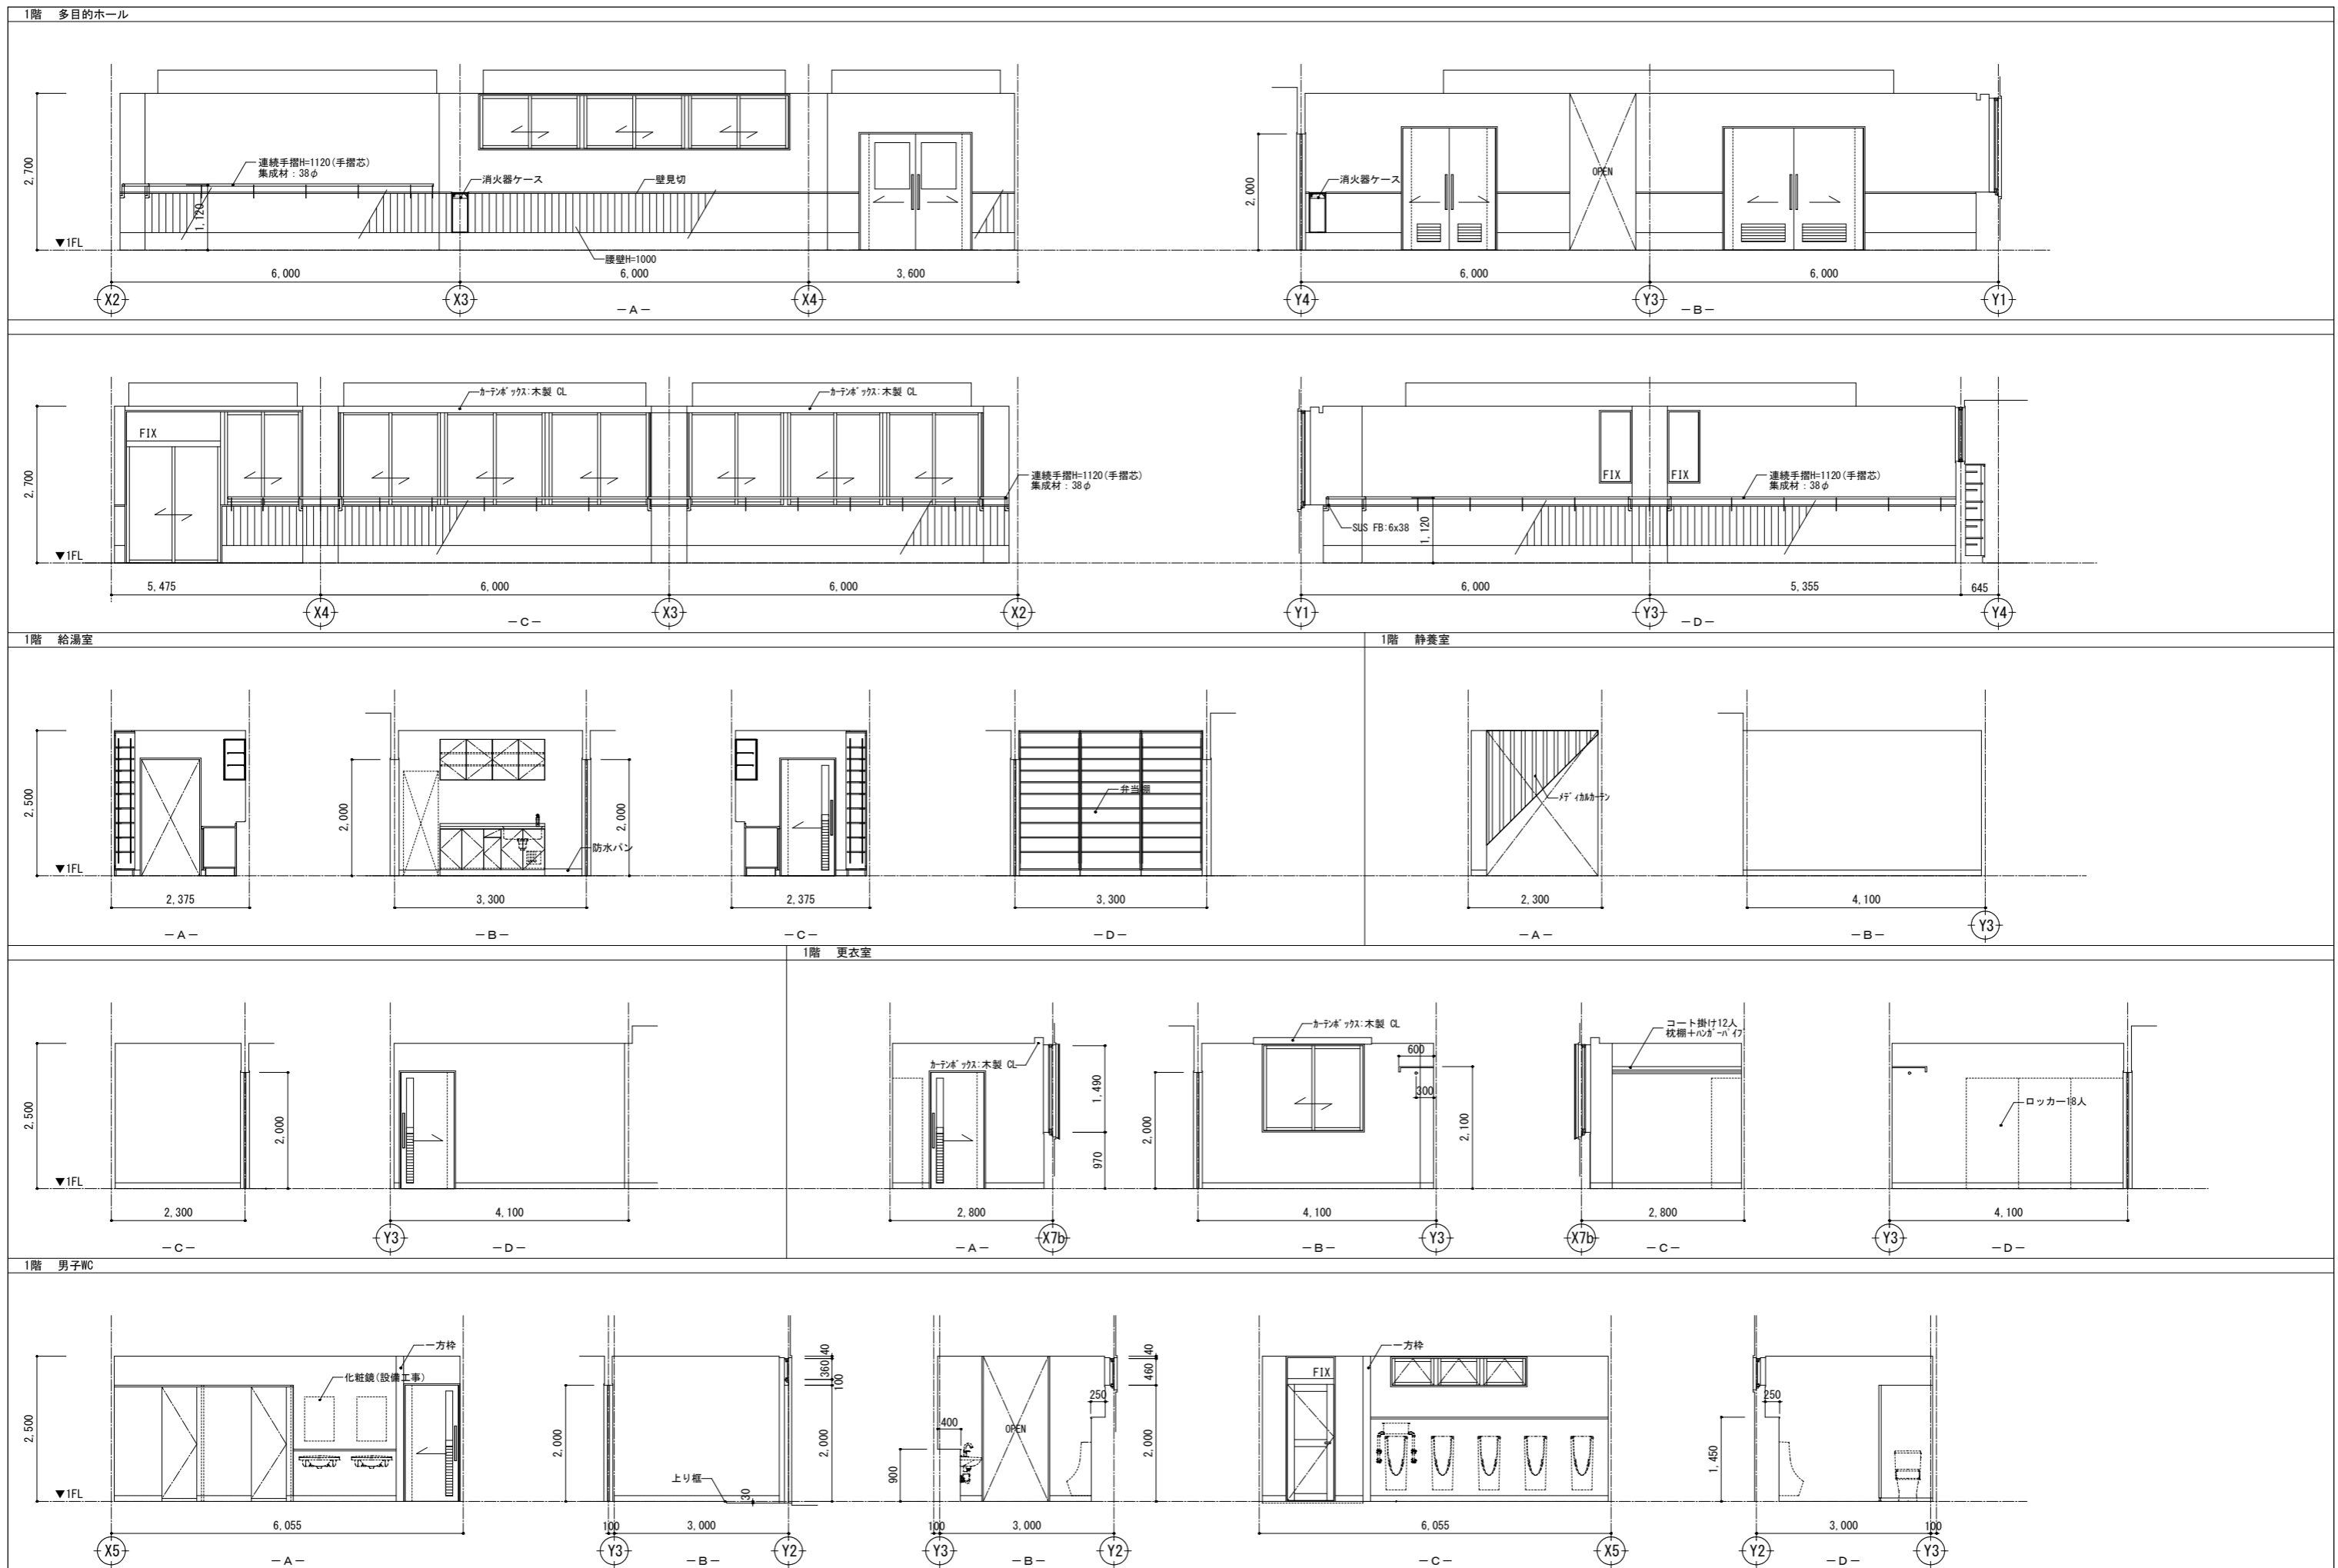 1階 多目的ホール
2,700
連続手摺H=1120(手摺芯)
集成材：38φ
1,120
消火器ケース
壁見切
腰壁H=1000
▼1FL
6,000
6,000
3,600
X2
X3
X4
－A－
2,000
消火器ケース
OPEN
6,000
6,000
Y4
Y3
Y1
－B－
2,700
FIX
カーテンボックス:木製 CL
カーテンボックス:木製 CL
連続手摺H=1120(手摺芯)
集成材：38φ
▼1FL
5,475
6,000
6,000
X4
X3
X2
－C－
FIX
FIX
連続手摺H=1120(手摺芯)
集成材：38φ
SUS FB:6x38
1,120
6,000
5,355
645
Y1
Y3
Y4
－D－
1階 給湯室
2,500
▼1FL
2,375
－A－
2,000
2,000
防水パン
3,300
－B－
2,375
－C－
弁当棚
3,300
－D－
1階 静養室
メディカルカーテン
2,300
－A－
4,100
Y3
－B－
2,500
▼1FL
2,000
2,300
－C－
4,100
Y3
－D－
1階 更衣室
カーテンボックス:木製 CL
1,490
970
2,800
X7b
－A－
カーテンボックス:木製 CL
600
300
2,000
2,100
4,100
Y3
－B－
コート掛け12人
枕棚+ハンガーパイプ
2,800
X7b
－C－
ロッカー18人
4,100
Y3
－D－
1階 男子WC
2,500
一方枠
化粧鏡(設備工事)
▼1FL
6,055
X5
－A－
2,000
40
360
100
2,000
上り框
30
100
3,000
Y3
Y2
－B－
400
900
OPEN
250
40
460
2,000
100
3,000
Y3
Y2
－B－
FIX
一方枠
6,055
X5
－C－
250
1,450
3,000
100
Y2
Y3
－D－